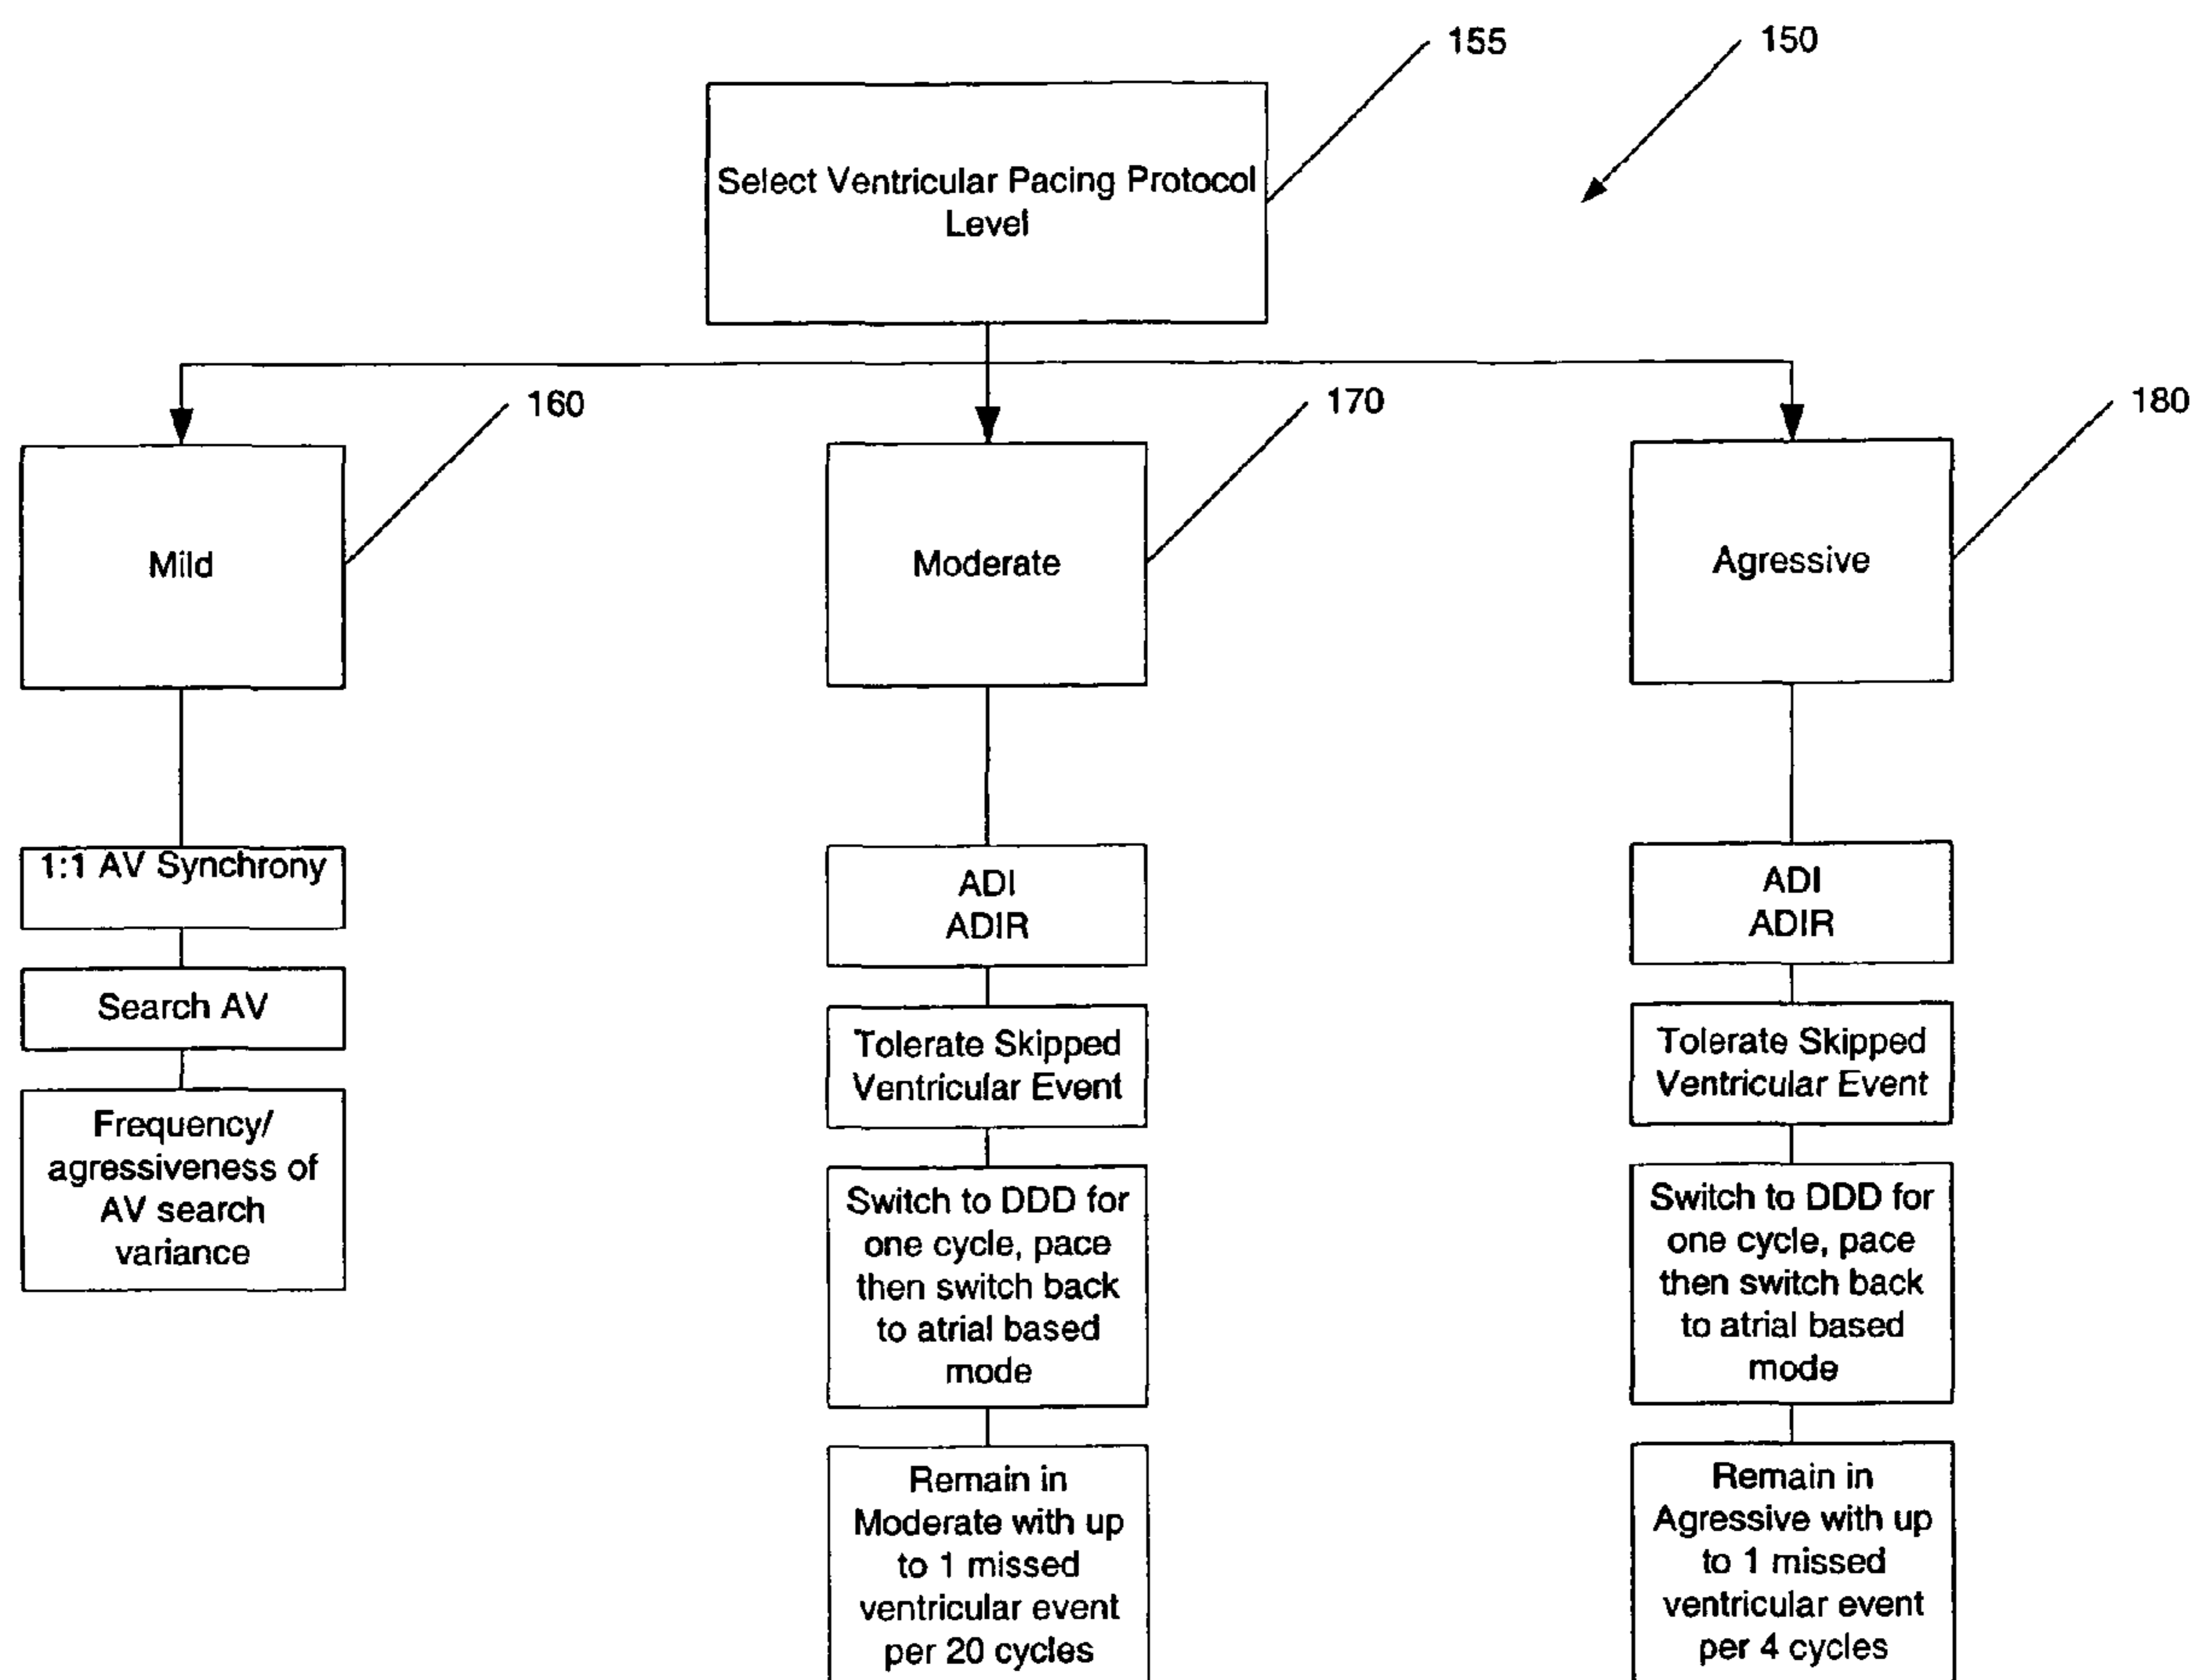 155
150
Select Ventricular Pacing Protocol
Level
160
170
180
Mild
Moderate
Agressive
1:1 AV Synchrony
Search AV
Frequency/
agressiveness of
AV search
variance
ADI
ADIR
Tolerate Skipped
Ventricular Event
Switch to DDD for
one cycle, pace
then switch back
to atrial based
mode
Remain in
Moderate with up
to 1 missed
ventricular event
per 20 cycles
ADI
ADIR
Tolerate Skipped
Ventricular Event
Switch to DDD for
one cycle, pace
then switch back
to atrial based
mode
Remain in
Agressive with up
to 1 missed
ventricular event
per 4 cycles